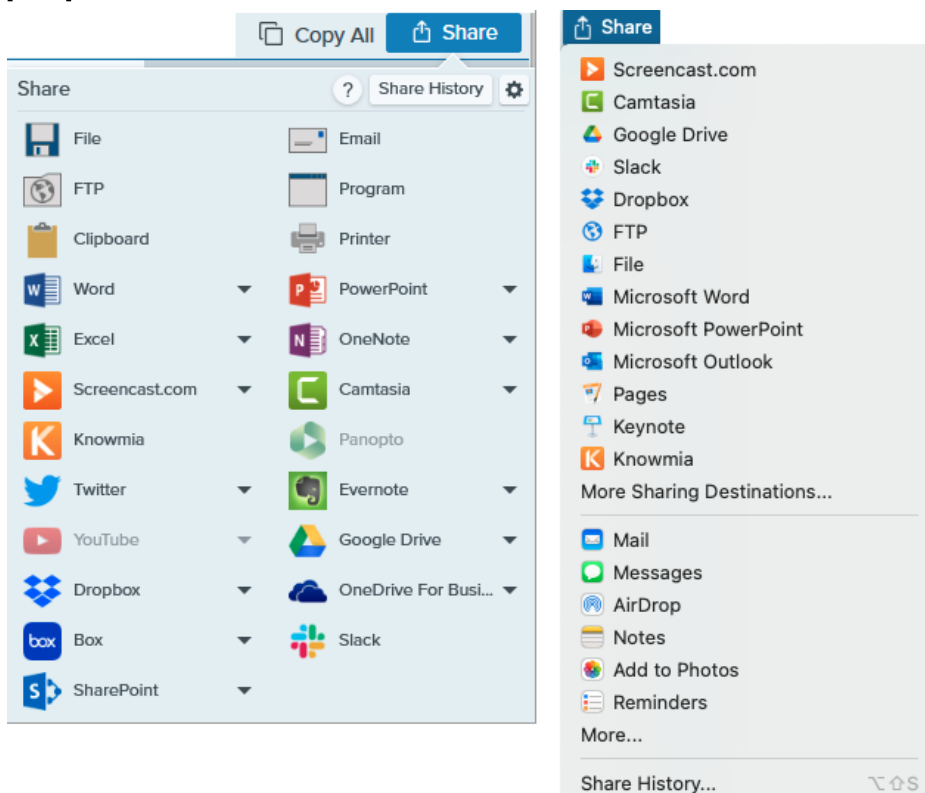 Copy All
Share
Share
?
Share History
File
Email
FTP
Program
Clipboard
Printer
Word
PowerPoint
Excel
OneNote
Screencast.com
Camtasia
Knowmia
Panopto
Twitter
Evernote
YouTube
Google Drive
Dropbox
OneDrive For Busi...
box
Box
Slack
SharePoint
Share
Screencast.com
Camtasia
Google Drive
Slack
Dropbox
FTP
File
Microsoft Word
Microsoft PowerPoint
Microsoft Outlook
Pages
Keynote
Knowmia
More Sharing Destinations...
Mail
Messages
AirDrop
Notes
Add to Photos
Reminders
More...
Share History... ⌥⇧S